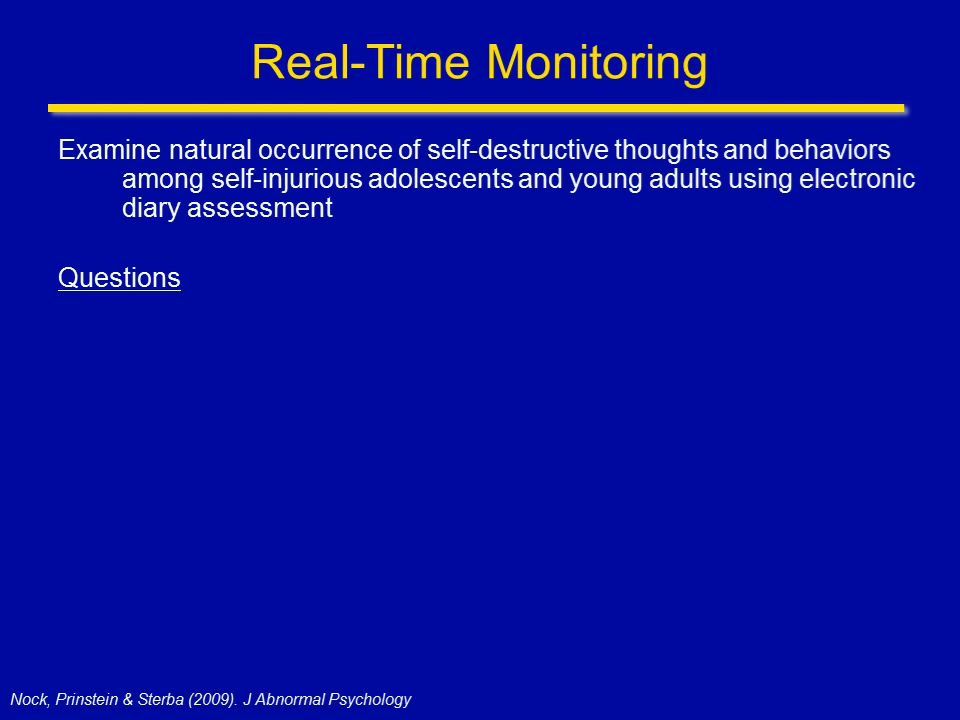 Real-Time Monitoring
Examine natural occurrence of self-destructive thoughts and behaviors
among self-injurious adolescents and young adults using electronic
diary assessment
Questions
Nock, Prinstein & Sterba (2009). J Abnormal Psychology